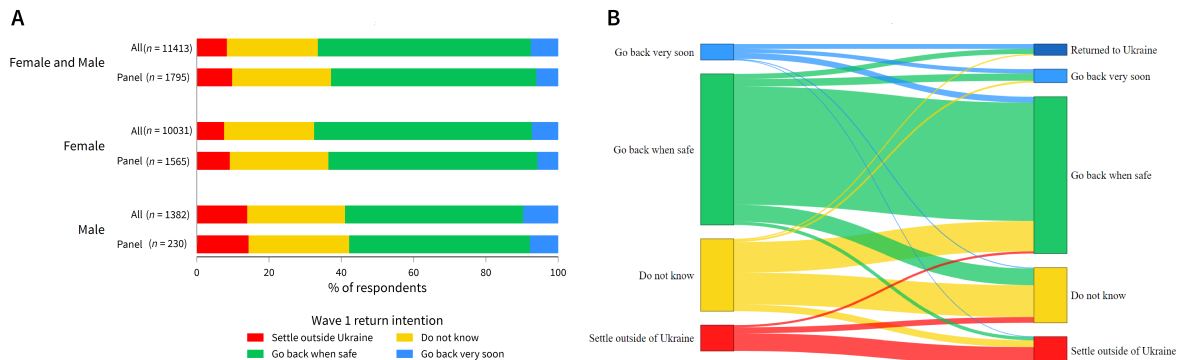 A
Female and Male
All (n = 11413)
Panel (n = 1795)
Female
All (n = 10031)
Panel (n = 1565)
Male
All (n = 1382)
Panel (n = 230)
0 20 40 60 80 100
% of respondents
Wave 1 return intention
Settle outside Ukraine
Do not know
Go back when safe
Go back very soon
B
Go back very soon
Go back when safe
Do not know
Settle outside of Ukraine
Returned to Ukraine
Go back very soon
Go back when safe
Do not know
Settle outside of Ukraine